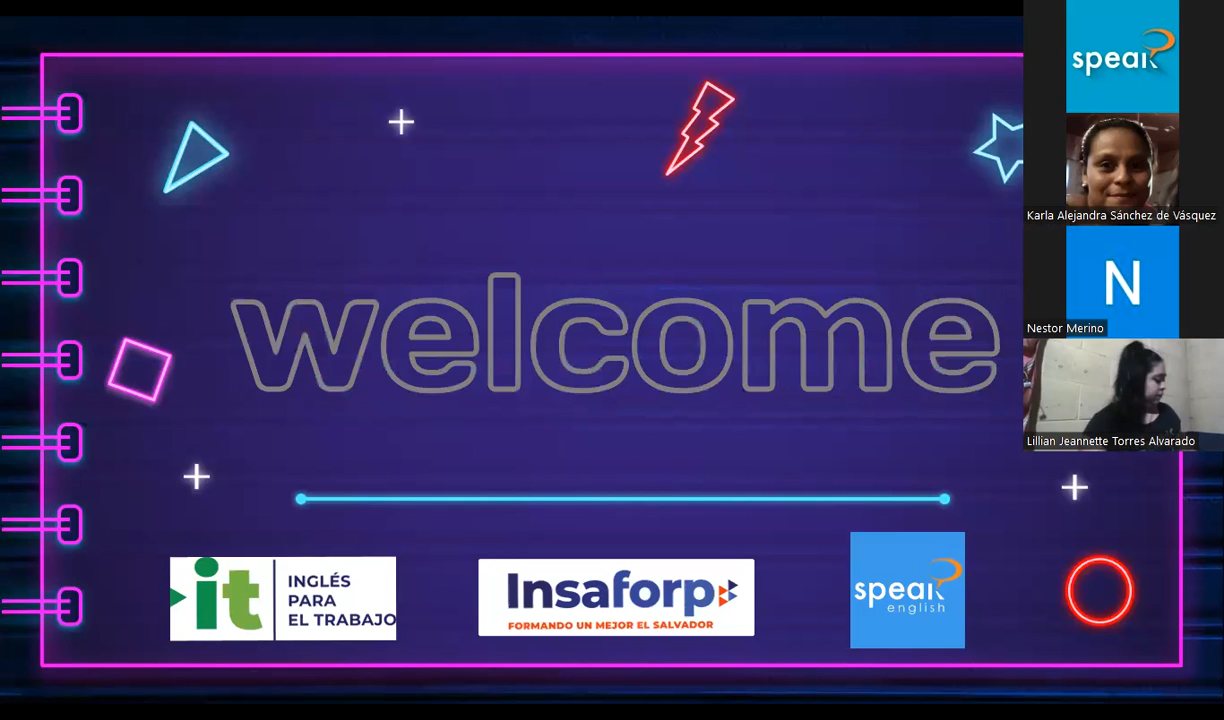 speak
Karla Alejandra Sánchez de Vásquez
N
Nestor Merino
Lillian Jeannette Torres Alvarado
welcome
it
INGLÉS
PARA
EL TRABAJO
Insaforp
FORMANDO UN MEJOR EL SALVADOR
speak
english